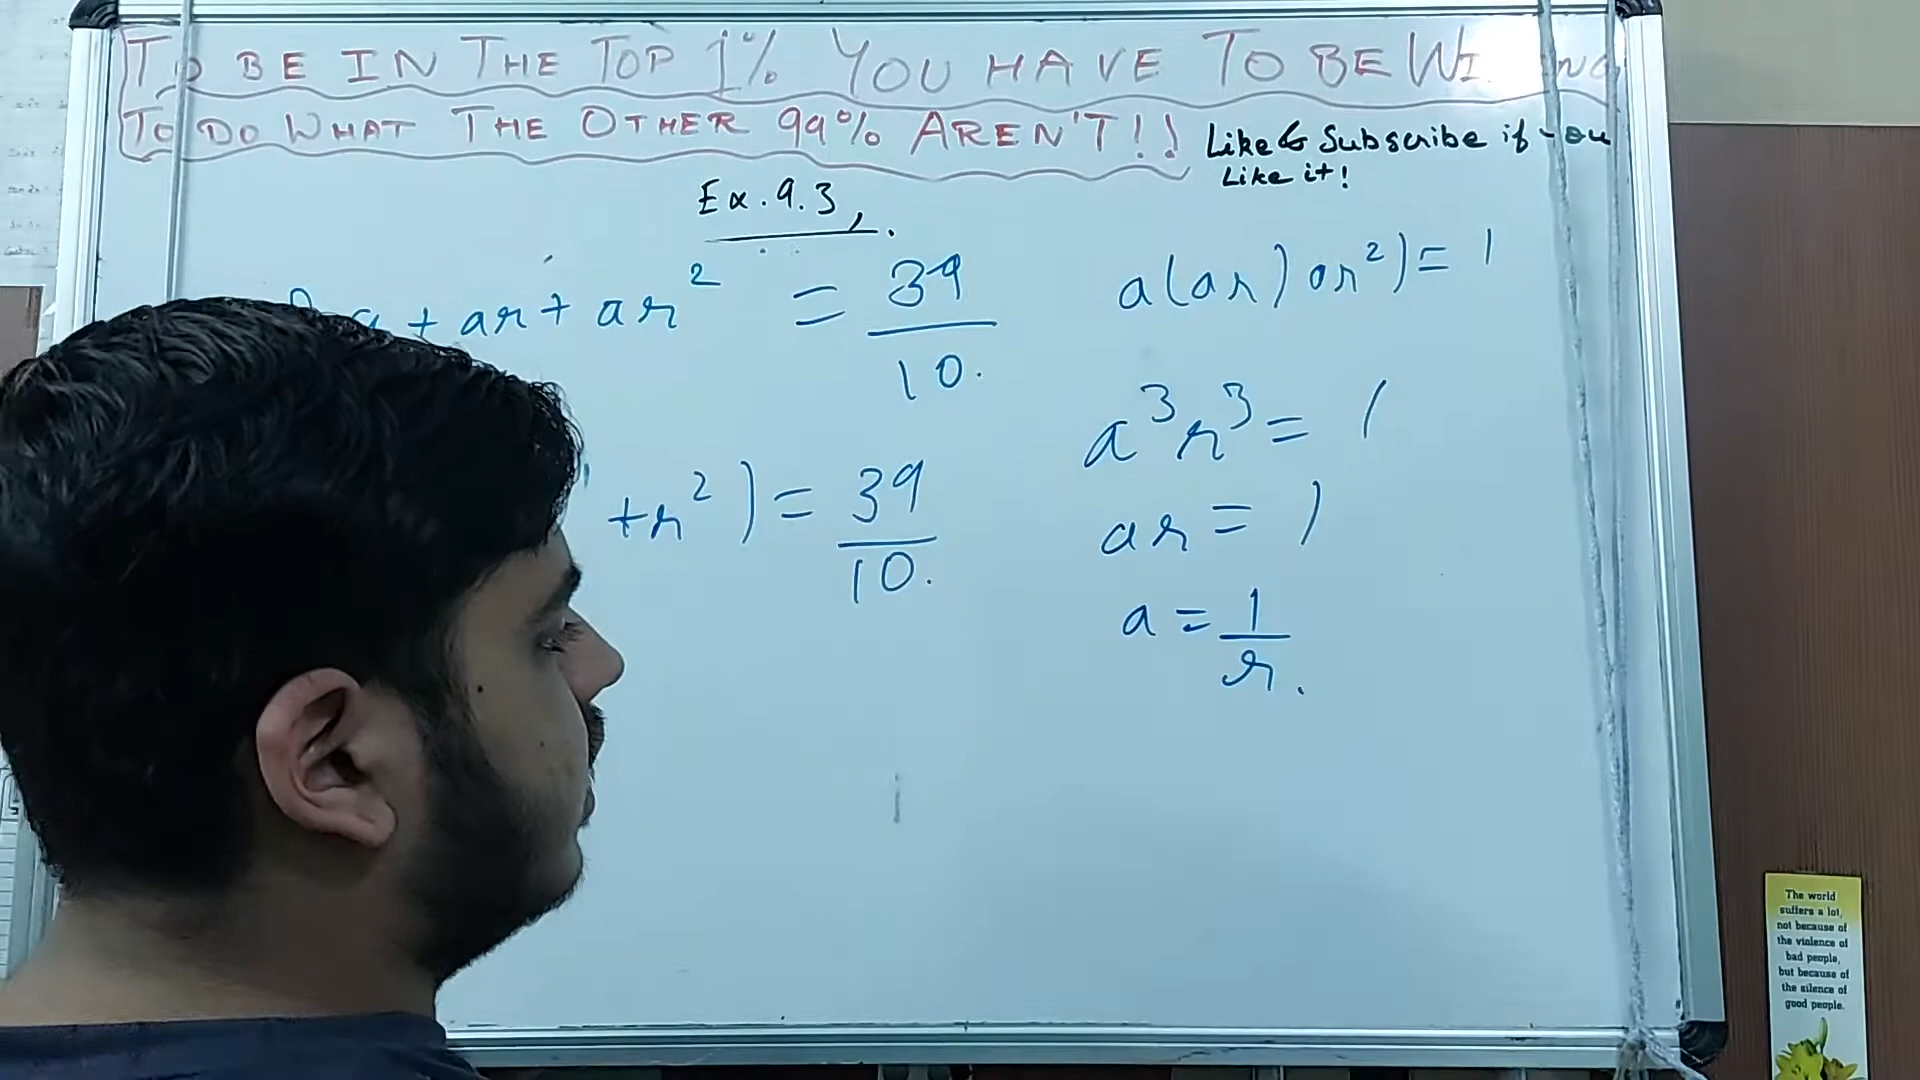 TO BE IN THE TOP 1% YOU HAVE TO BE
TO DO WHAT THE OTHER 99% AREN'T!!
Like & Subscribe if you
Like it!
Ex. 9.3,
a + ar + ar² = 39/10.
+r²) = 39/10.
a(ar) ar²) = 1
a³r³ = 1
ar = 1
a = 1/r.
The world
suffers a lot,
not because of
the violence of
bad people,
but because of
the silence of
good people.